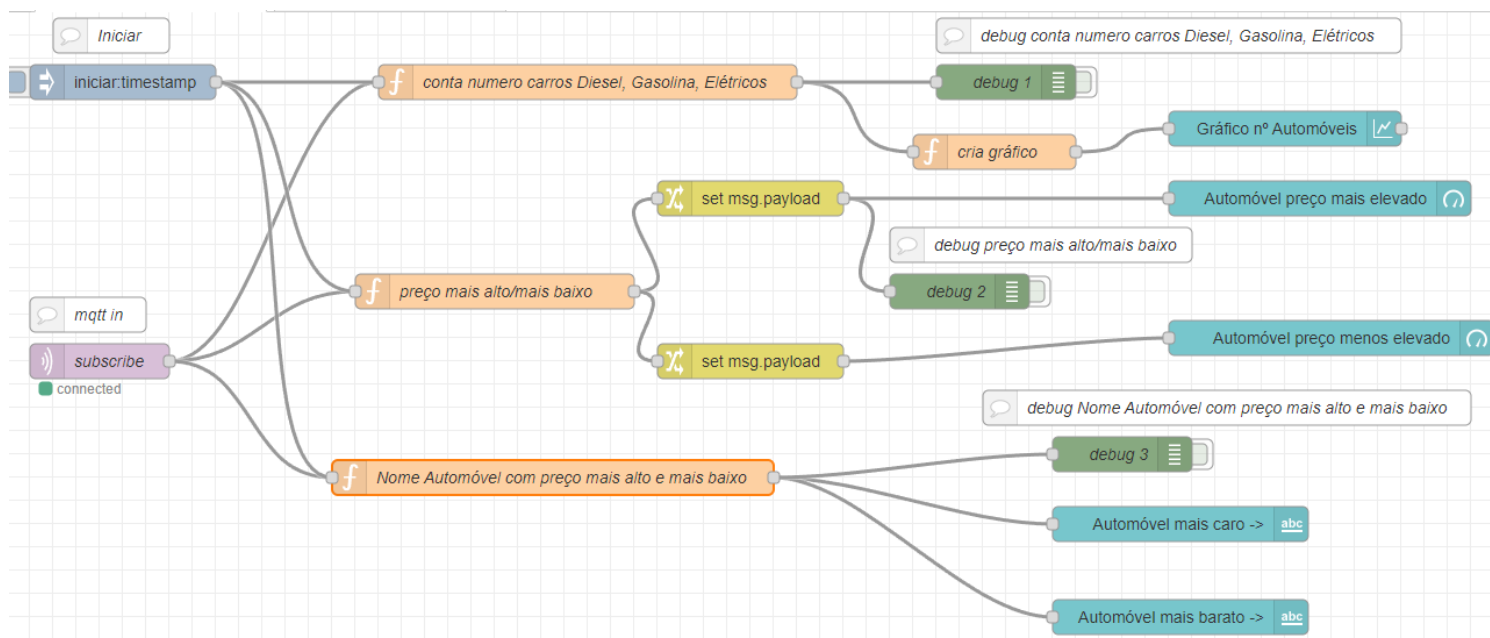 Iniciar
debug conta numero carros Diesel, Gasolina, Elétricos
iniciar:timestamp
conta numero carros Diesel, Gasolina, Elétricos
debug 1
Gráfico nº Automóveis
cria gráfico
set msg.payload
Automóvel preço mais elevado
debug preço mais alto/mais baixo
preço mais alto/mais baixo
debug 2
mqtt in
Automóvel preço menos elevado
subscribe
set msg.payload
connected
debug Nome Automóvel com preço mais alto e mais baixo
debug 3
Nome Automóvel com preço mais alto e mais baixo
Automóvel mais caro ->
abc
Automóvel mais barato ->
abc